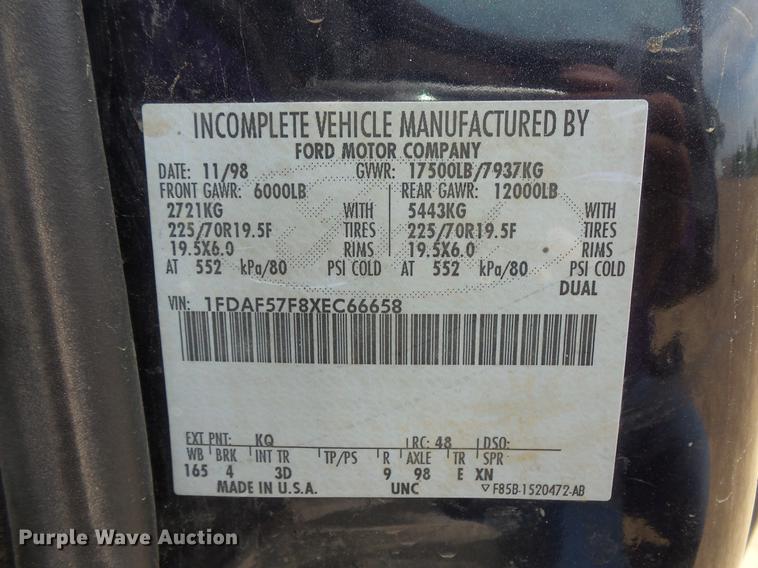 INCOMPLETE VEHICLE MANUFACTURED BY
FORD MOTOR COMPANY
DATE: 11/98 GVWR: 17500LB/7937KG
FRONT GAWR: 6000LB REAR GAWR: 12000LB
2721KG WITH 5443KG WITH
225/70R19.5F TIRES 225/70R19.5F TIRES
19.5X6.0 RIMS 19.5X6.0 RIMS
AT 552 kPa/80 PSI COLD AT 552 kPa/80 PSI COLD
DUAL
VIN: 1FDAF57F8XEC66658
EXT PNT: KQ RC: 48 DSO:
WB BRK INT TR TP/PS R AXLE TR SPR
165 4 3D 9 98 E XN
MADE IN U.S.A. UNC ▽ F85B-1520472-AB
Purple Wave Auction